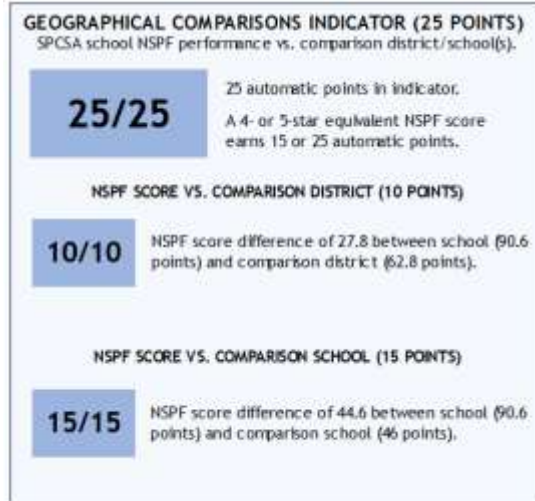 GEOGRAPHICAL COMPARISONS INDICATOR (25 POINTS)
SPCSA school NSPF performance vs. comparison district/school(s).
25/25
25 automatic points in indicator.
A 4- or 5-star equivalent NSPF score
earns 15 or 25 automatic points.
NSPF SCORE VS. COMPARISON DISTRICT (10 POINTS)
10/10
NSPF score difference of 27.8 between school (90.6
points) and comparison district (62.8 points).
NSPF SCORE VS. COMPARISON SCHOOL (15 POINTS)
15/15
NSPF score difference of 44.6 between school (90.6
points) and comparison school (46 points).